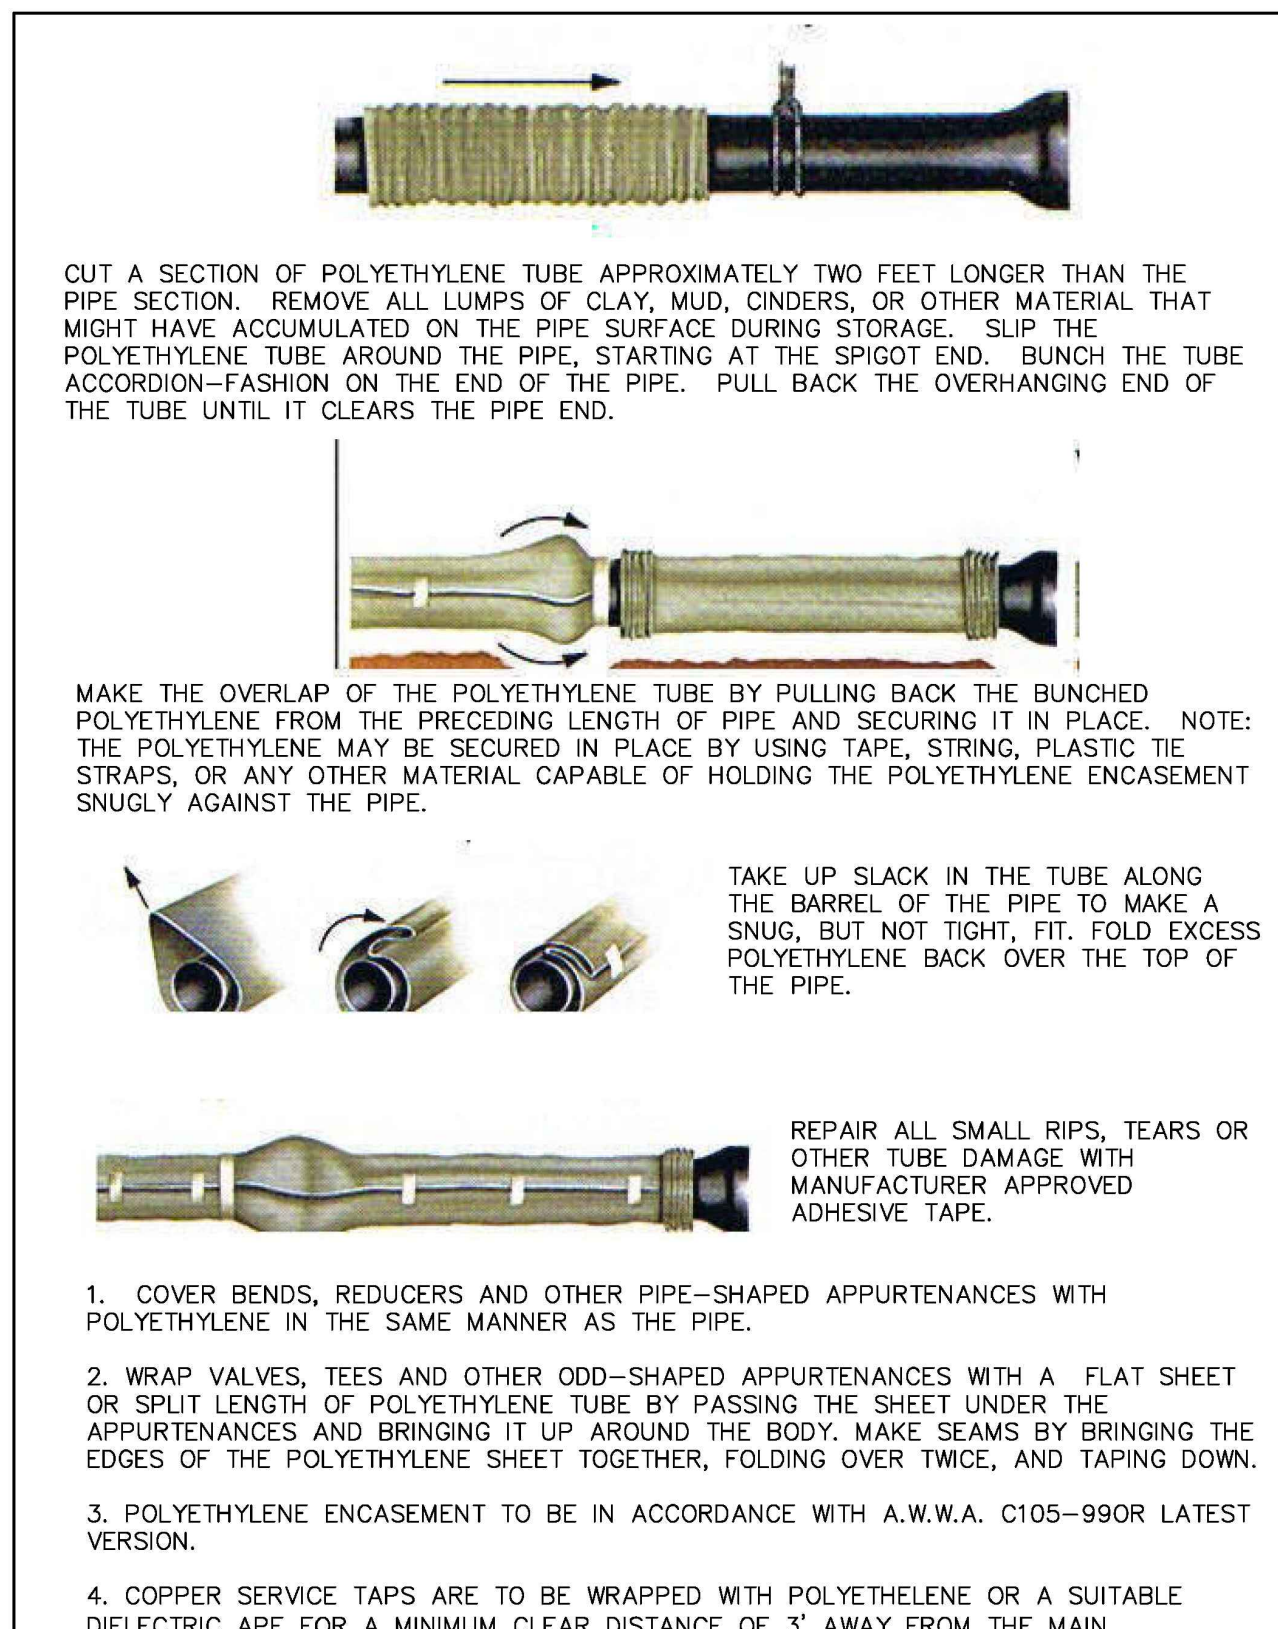 CUT A SECTION OF POLYETHYLENE TUBE APPROXIMATELY TWO FEET LONGER THAN THE
PIPE SECTION. REMOVE ALL LUMPS OF CLAY, MUD, CINDERS, OR OTHER MATERIAL THAT
MIGHT HAVE ACCUMULATED ON THE PIPE SURFACE DURING STORAGE. SLIP THE
POLYETHYLENE TUBE AROUND THE PIPE, STARTING AT THE SPIGOT END. BUNCH THE TUBE
ACCORDION-FASHION ON THE END OF THE PIPE. PULL BACK THE OVERHANGING END OF
THE TUBE UNTIL IT CLEARS THE PIPE END.
MAKE THE OVERLAP OF THE POLYETHYLENE TUBE BY PULLING BACK THE BUNCHED
POLYETHYLENE FROM THE PRECEDING LENGTH OF PIPE AND SECURING IT IN PLACE. NOTE:
THE POLYETHYLENE MAY BE SECURED IN PLACE BY USING TAPE, STRING, PLASTIC TIE
STRAPS, OR ANY OTHER MATERIAL CAPABLE OF HOLDING THE POLYETHYLENE ENCASEMENT
SNUGLY AGAINST THE PIPE.
TAKE UP SLACK IN THE TUBE ALONG
THE BARREL OF THE PIPE TO MAKE A
SNUG, BUT NOT TIGHT, FIT. FOLD EXCESS
POLYETHYLENE BACK OVER THE TOP OF
THE PIPE.
REPAIR ALL SMALL RIPS, TEARS OR
OTHER TUBE DAMAGE WITH
MANUFACTURER APPROVED
ADHESIVE TAPE.
1. COVER BENDS, REDUCERS AND OTHER PIPE-SHAPED APPURTENANCES WITH
POLYETHYLENE IN THE SAME MANNER AS THE PIPE.
2. WRAP VALVES, TEES AND OTHER ODD-SHAPED APPURTENANCES WITH A FLAT SHEET
OR SPLIT LENGTH OF POLYETHYLENE TUBE BY PASSING THE SHEET UNDER THE
APPURTENANCES AND BRINGING IT UP AROUND THE BODY. MAKE SEAMS BY BRINGING THE
EDGES OF THE POLYETHYLENE SHEET TOGETHER, FOLDING OVER TWICE, AND TAPING DOWN.
3. POLYETHYLENE ENCASEMENT TO BE IN ACCORDANCE WITH A.W.W.A. C105-99OR LATEST
VERSION.
4. COPPER SERVICE TAPS ARE TO BE WRAPPED WITH POLYETHELENE OR A SUITABLE
DIELECTRIC APE FOR A MINIMUM CLEAR DISTANCE OF 3' AWAY FROM THE MAIN